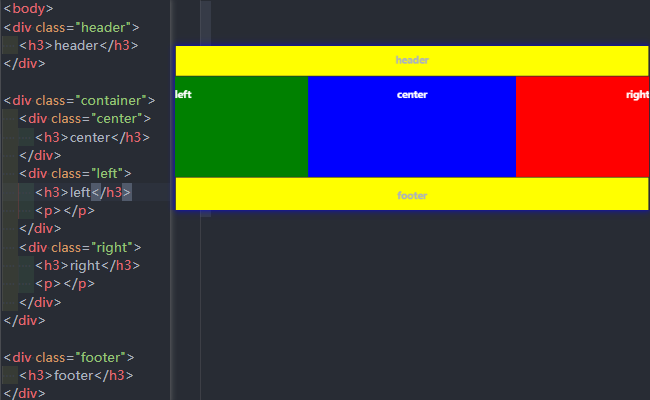 <body>
<div class="header">
<h3>header</h3>
</div>
<div class="container">
<div class="center">
<h3>center</h3>
</div>
<div class="left">
<h3>left</h3>
<p></p>
</div>
<div class="right">
<h3>right</h3>
<p></p>
</div>
</div>
<div class="footer">
<h3>footer</h3>
</div>
header
left center right
footer